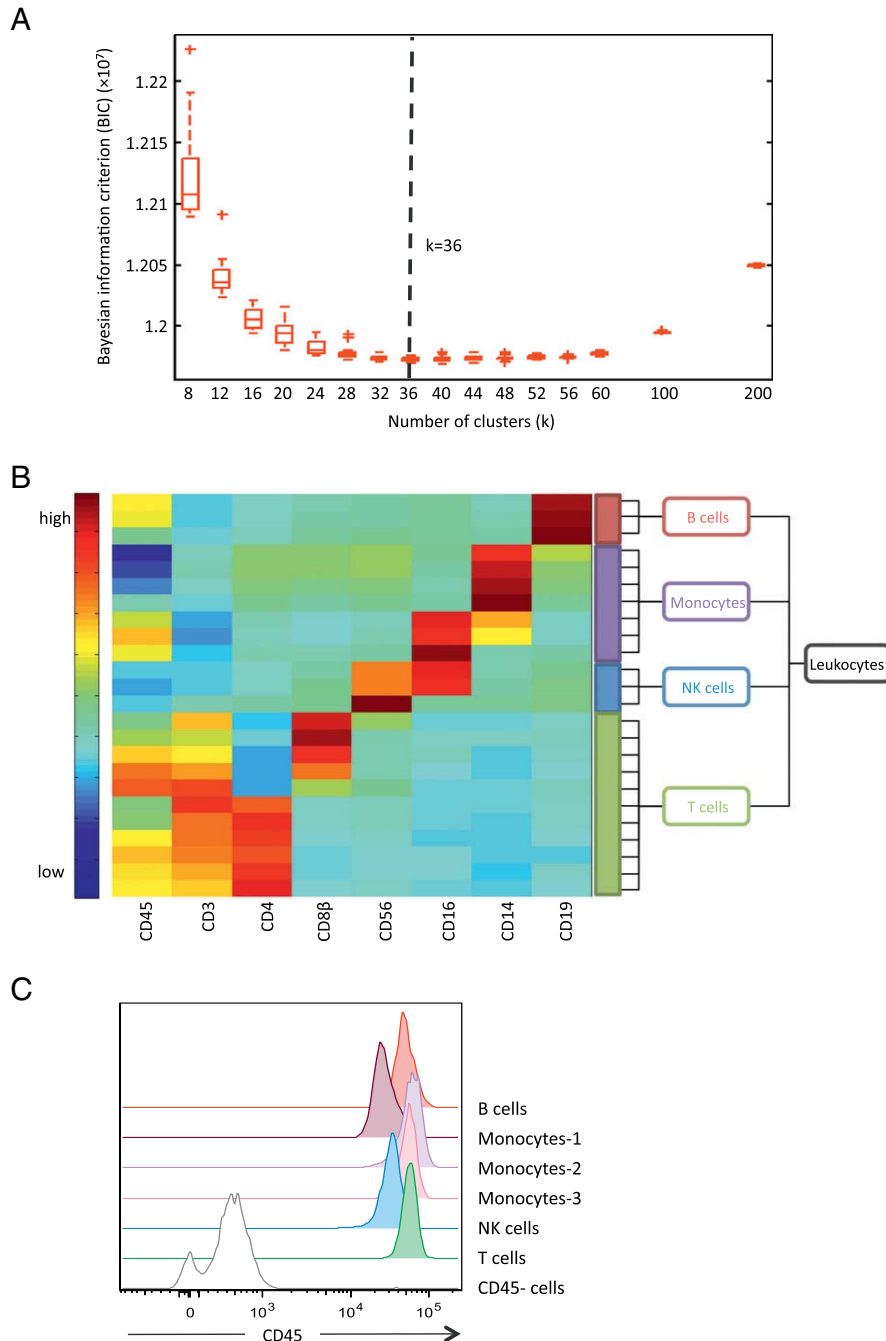 A
Bayesian information criterion (BIC) (×10⁷)
1.22
1.215
1.21
1.205
1.2
k=36
8 12 16 20 24 28 32 36 40 44 48 52 56 60 100 200
Number of clusters (k)
B
high
low
B cells
Monocytes
NK cells
T cells
Leukocytes
CD45 CD3 CD4 CD8β CD56 CD16 CD14 CD19
C
B cells
Monocytes-1
Monocytes-2
Monocytes-3
NK cells
T cells
CD45- cells
0 10³ 10⁴ 10⁵
CD45